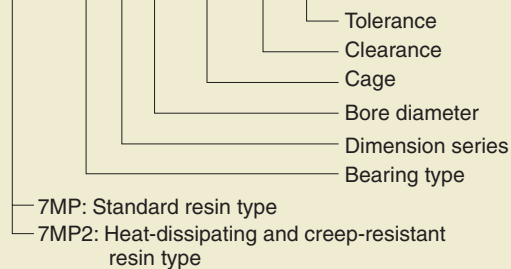 Tolerance
Clearance
Cage
Bore diameter
Dimension series
Bearing type
7MP: Standard resin type
7MP2: Heat-dissipating and creep-resistant
resin type